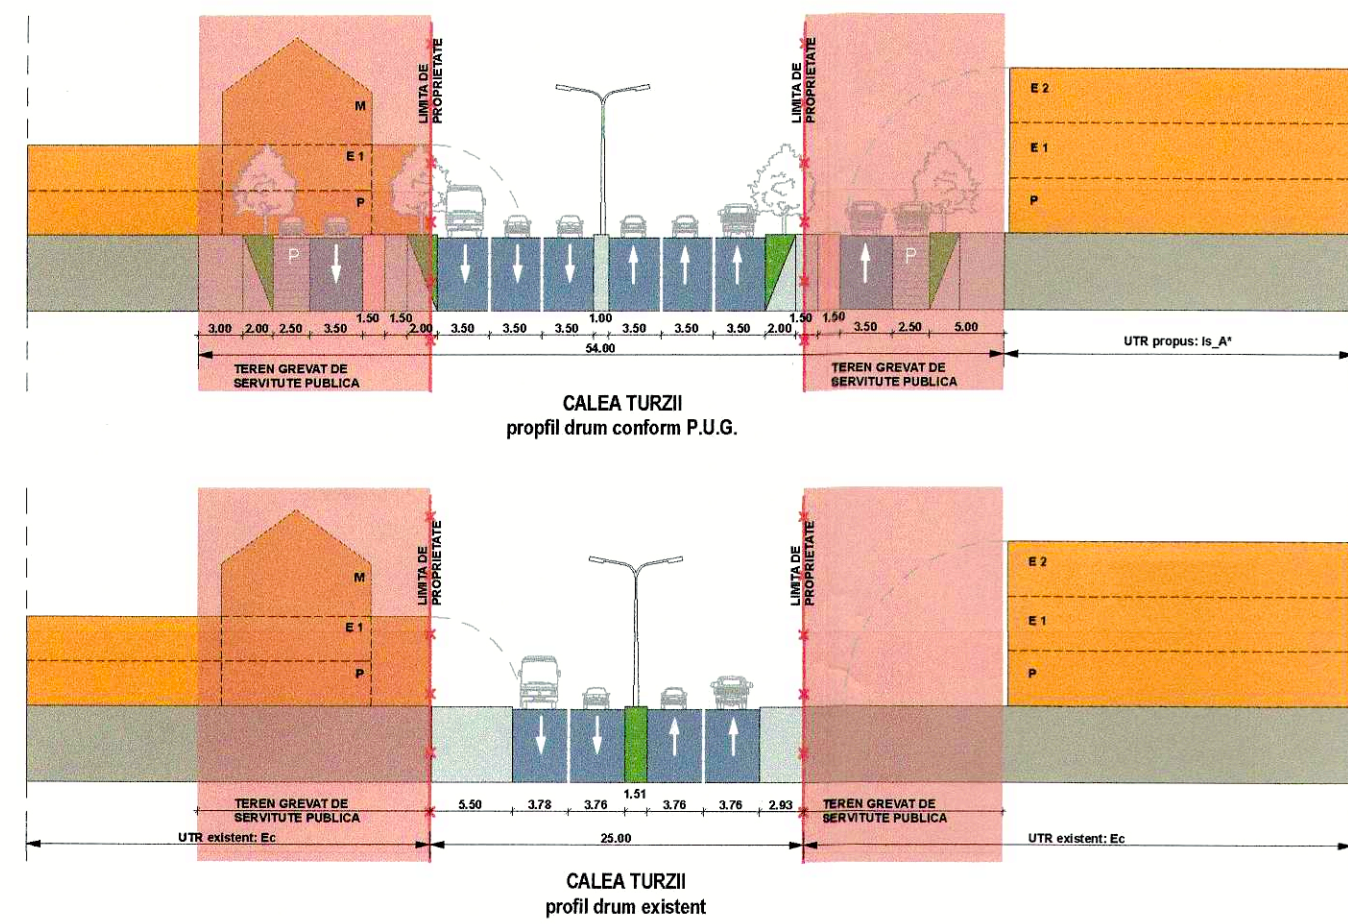 LIMITA DE
PROPRIETATE
LIMITA DE
PROPRIETATE
M
E 1
P
E 2
E 1
P
P
P
3.00 2.00 2.50 3.50 1.50 1.50 2.00 3.50 3.50 3.50 1.00 3.50 3.50 3.50 2.00 1.50 1.50 3.50 2.50 5.00
54.00
UTR propus: Is_A*
TEREN GREVAT DE
SERVITUTE PUBLICA
TEREN GREVAT DE
SERVITUTE PUBLICA
CALEA TURZII
propfil drum conform P.U.G.
LIMITA DE
PROPRIETATE
LIMITA DE
PROPRIETATE
M
E 1
P
E 2
E 1
P
5.50 3.78 3.76 1.51 3.76 3.76 2.93
TEREN GREVAT DE
SERVITUTE PUBLICA
TEREN GREVAT DE
SERVITUTE PUBLICA
UTR existent: Ec
25.00
UTR existent: Ec
CALEA TURZII
profil drum existent